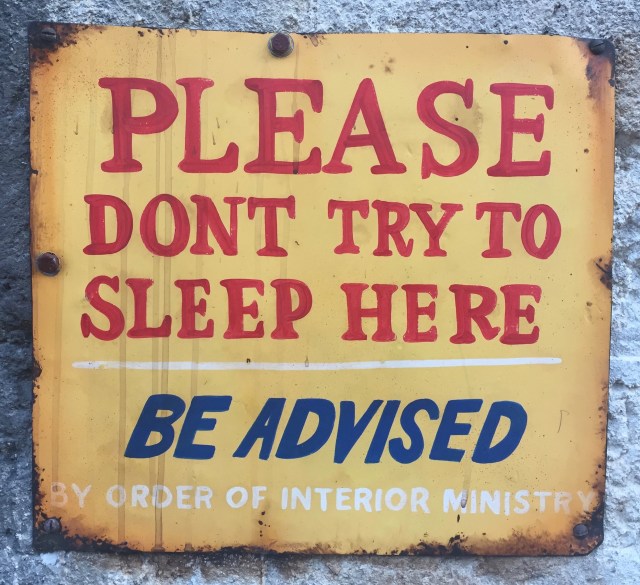 PLEASE
DONT TRY TO
SLEEP HERE
BE ADVISED
BY ORDER OF INTERIOR MINISTRY